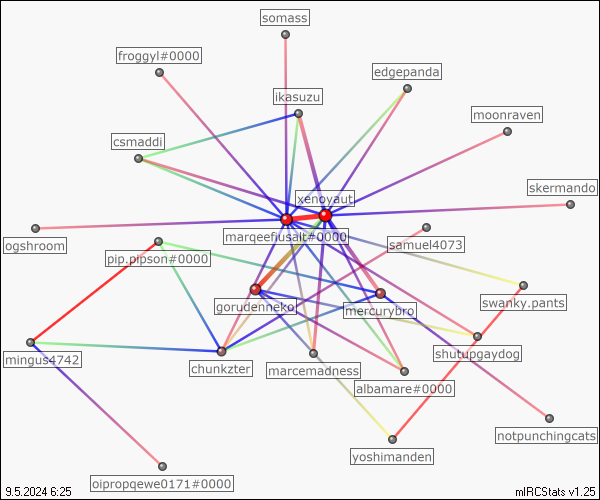 somass
froggyl#0000
edgepanda
ikasuzu
moonraven
csmaddi
skermando
xenoyaut
marqeefiusait#0000
ogshroom
samuel4073
pip.pipson#0000
gorudenneko
mercurybro
swanky.pants
mingus4742
chunkzter
marcemadness
shutupgaydog
albamare#0000
notpunchingcats
yoshimanden
oipropqewe0171#0000
9.5.2024 6:25
mIRCStats v1.25